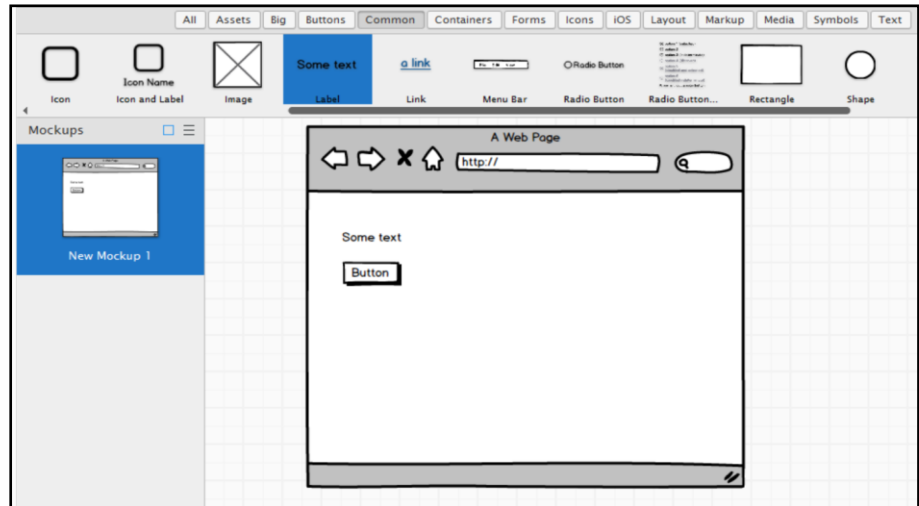 All Assets Big Buttons Common Containers Forms Icons iOS Layout Markup Media Symbols Text
Icon Name
Some text
a link
Radio Button
Icon Icon and Label Image Label Link Menu Bar Radio Button Radio Button... Rectangle Shape
Mockups
New Mockup 1
A Web Page
http://
Some text
Button